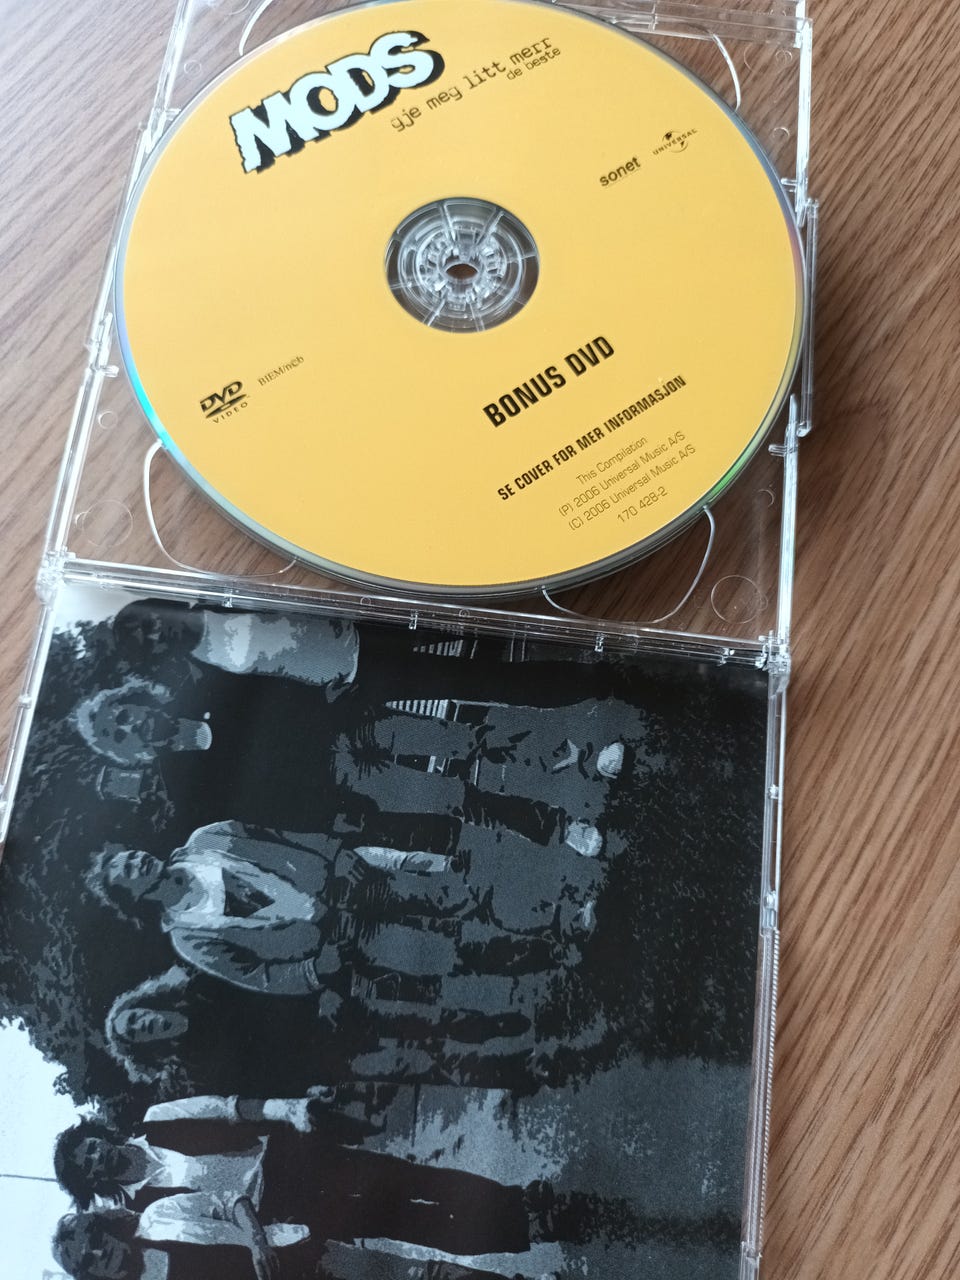 MODS
gje meg litt merr
de beste
sonet
UNIVERSAL
DVD
VIDEO
BIEM/n©b
BONUS DVD
SE COVER FOR MER INFORMASJON
This Compilation
(P) 2006 Universal Music A/S
(C) 2006 Universal Music A/S
170 428-2